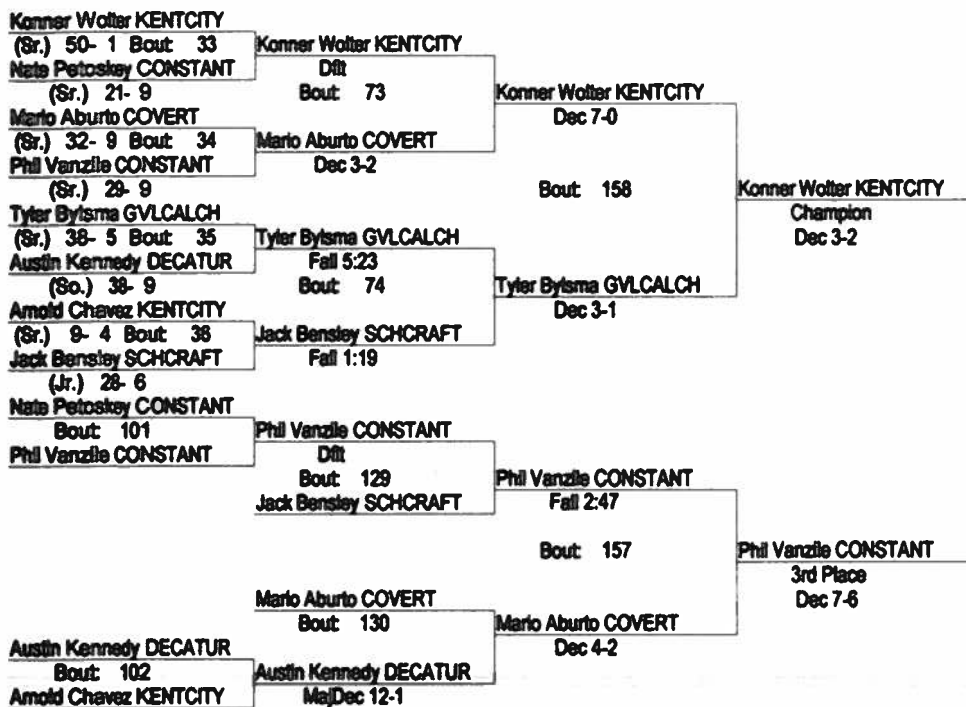 Konner Wolter KENTCITY
(Sr.) 50- 1 Bout: 33
Nate Petoskey CONSTANT
(Sr.) 21- 9
Mario Aburto COVERT
(Sr.) 32- 9 Bout: 34
Phil Vanzile CONSTANT
(Sr.) 29- 9
Tyler Bylsma GVLCALCH
(Sr.) 38- 5 Bout: 35
Austin Kennedy DECATUR
(So.) 38- 9
Arnold Chavez KENTCITY
(Sr.) 9- 4 Bout: 36
Jack Bensley SCHCRAFT
(Jr.) 28- 6
Nate Petoskey CONSTANT
Bout: 101
Phil Vanzile CONSTANT
Austin Kennedy DECATUR
Bout: 102
Arnold Chavez KENTCITY
Konner Wolter KENTCITY
Dflt
Bout: 73
Mario Aburto COVERT
Dec 3-2
Tyler Bylsma GVLCALCH
Fall 5:23
Bout: 74
Jack Bensley SCHCRAFT
Fall 1:19
Phil Vanzile CONSTANT
Dflt
Bout: 129
Jack Bensley SCHCRAFT
Mario Aburto COVERT
Bout: 130
Austin Kennedy DECATUR
MajDec 12-1
Konner Wolter KENTCITY
Dec 7-0
Bout: 158
Tyler Bylsma GVLCALCH
Dec 3-1
Phil Vanzile CONSTANT
Fall 2:47
Bout: 157
Mario Aburto COVERT
Dec 4-2
Konner Wolter KENTCITY
Champion
Dec 3-2
Phil Vanzile CONSTANT
3rd Place
Dec 7-6